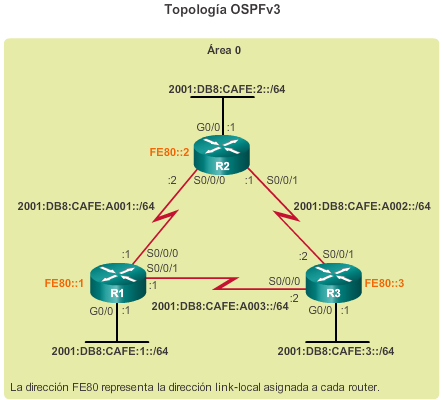 Topología OSPFv3
Área 0
2001:DB8:CAFE:2::/64
G0/0 :1
FE80::2
R2
:2 S0/0/0 :1 S0/0/1
2001:DB8:CAFE:A001::/64
2001:DB8:CAFE:A002::/64
:1 S0/0/0
:2 S0/0/1
S0/0/1
:1
S0/0/0
:2
FE80::1
R1
FE80::3
R3
2001:DB8:CAFE:A003::/64
G0/0 :1
G0/0 :1
2001:DB8:CAFE:1::/64
2001:DB8:CAFE:3::/64
La dirección FE80 representa la dirección link-local asignada a cada router.